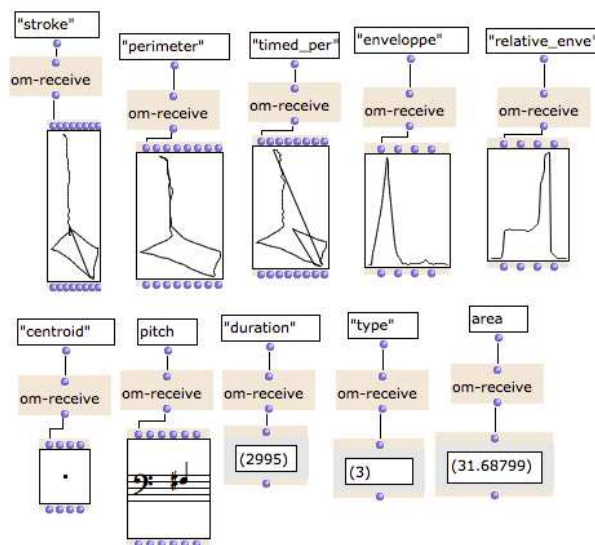 "stroke"
"perimeter"
"timed_per"
"enveloppe"
"relative_enve"
om-receive
om-receive
om-receive
om-receive
om-receive
"centroid"
pitch
"duration"
"type"
area
om-receive
om-receive
om-receive
om-receive
om-receive
(2995)
(3)
(31.68799)